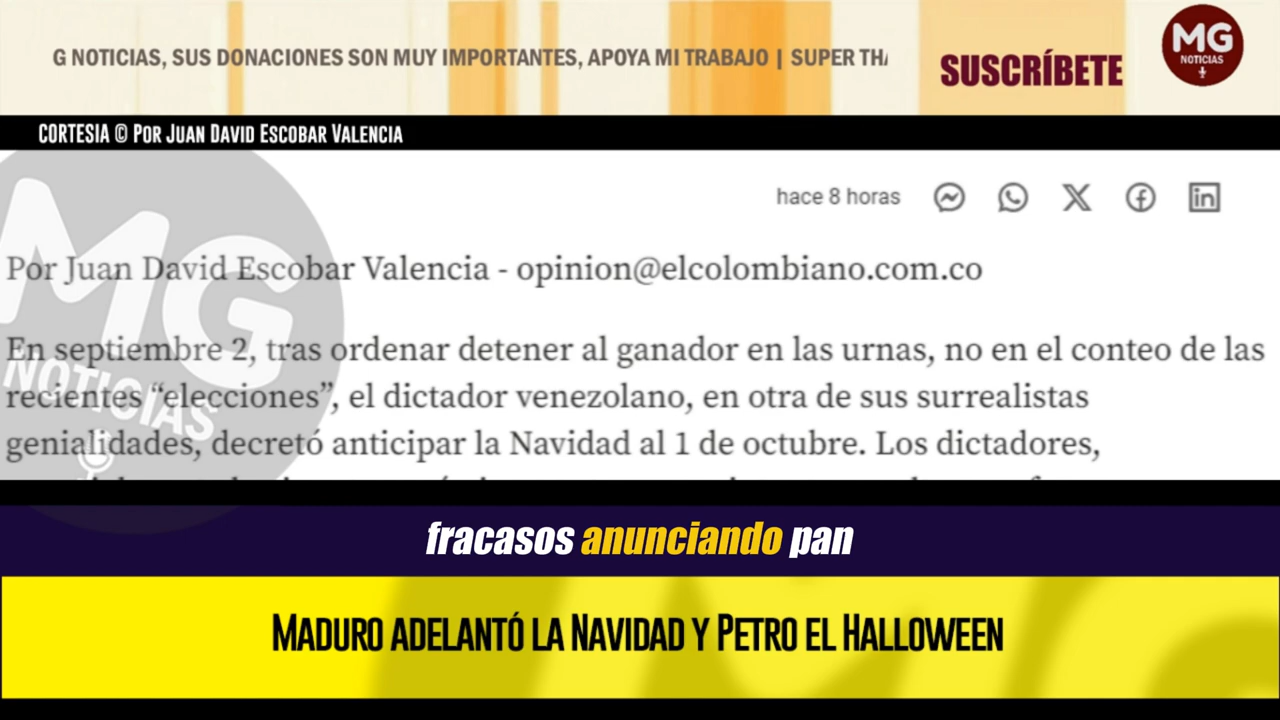 G NOTICIAS, SUS DONACIONES SON MUY IMPORTANTES, APOYA MI TRABAJO | SUPER
SUSCRÍBETE
MG
NOTICIAS
CORTESIA © POR JUAN DAVID ESCOBAR VALENCIA
hace 8 horas
Por Juan David Escobar Valencia - opinion@elcolombiano.com.co
En septiembre 2, tras ordenar detener al ganador en las urnas, no en el conteo de las
recientes “elecciones”, el dictador venezolano, en otra de sus surrealistas
genialidades, decretó anticipar la Navidad al 1 de octubre. Los dictadores,
MG
NOTICIAS
fracasos anunciando pan
MADURO ADELANTÓ LA NAVIDAD Y PETRO EL HALLOWEEN